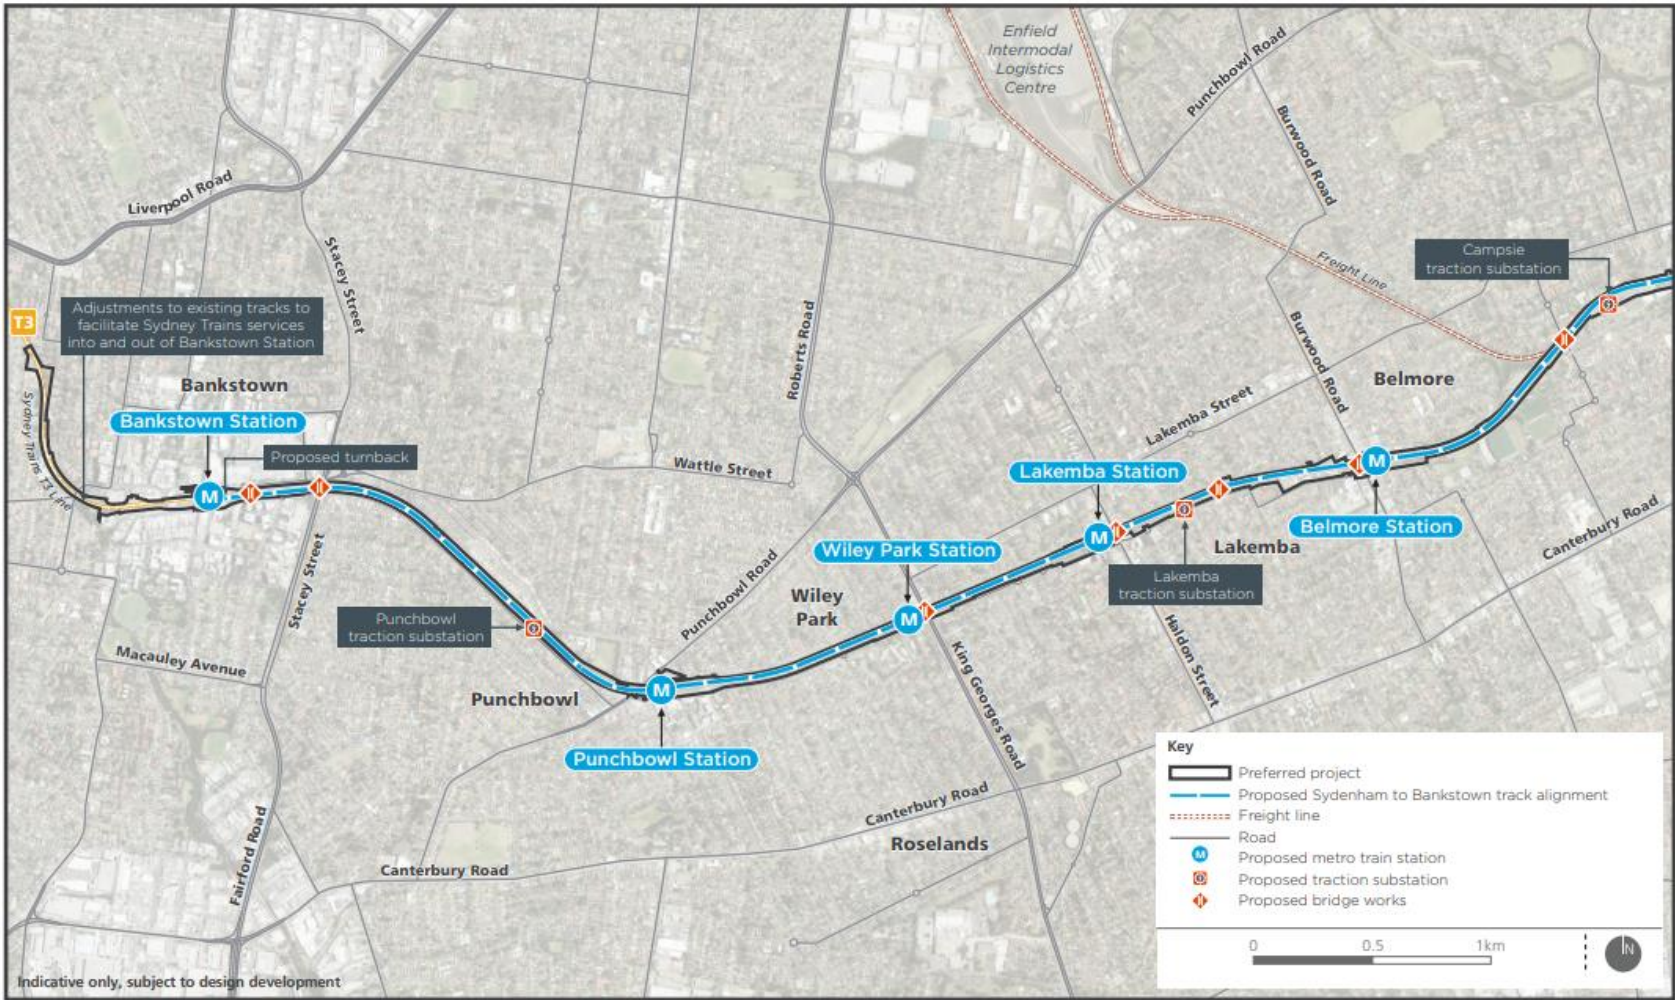 Enfield
Intermodal
Logistics
Centre
Punchbowl Road
Burwood Road
Liverpool Road
Stacey Street
Freight Line
Campsie
traction substation
T3
Adjustments to existing tracks to
facilitate Sydney Trains services
into and out of Bankstown Station
Roberts Road
Burwood Road
Bankstown
Belmore
Sydney Trains T3 Line
Bankstown Station
Lakemba Street
Proposed turnback
Wattle Street
Lakemba Station
Belmore Station
Canterbury Road
Wiley Park Station
Lakemba
Stacey Street
Punchbowl Road
Wiley
Park
Lakemba
traction substation
Punchbowl
traction substation
Haldon Street
Macauley Avenue
King Georges Road
Punchbowl
Punchbowl Station
M
M
M
M
M
Canterbury Road
Roselands
Fairford Road
Canterbury Road
Key
Preferred project
Proposed Sydenham to Bankstown track alignment
Freight line
Road
M
Proposed metro train station
Proposed traction substation
Proposed bridge works
0 0.5 1km
N
Indicative only, subject to design development